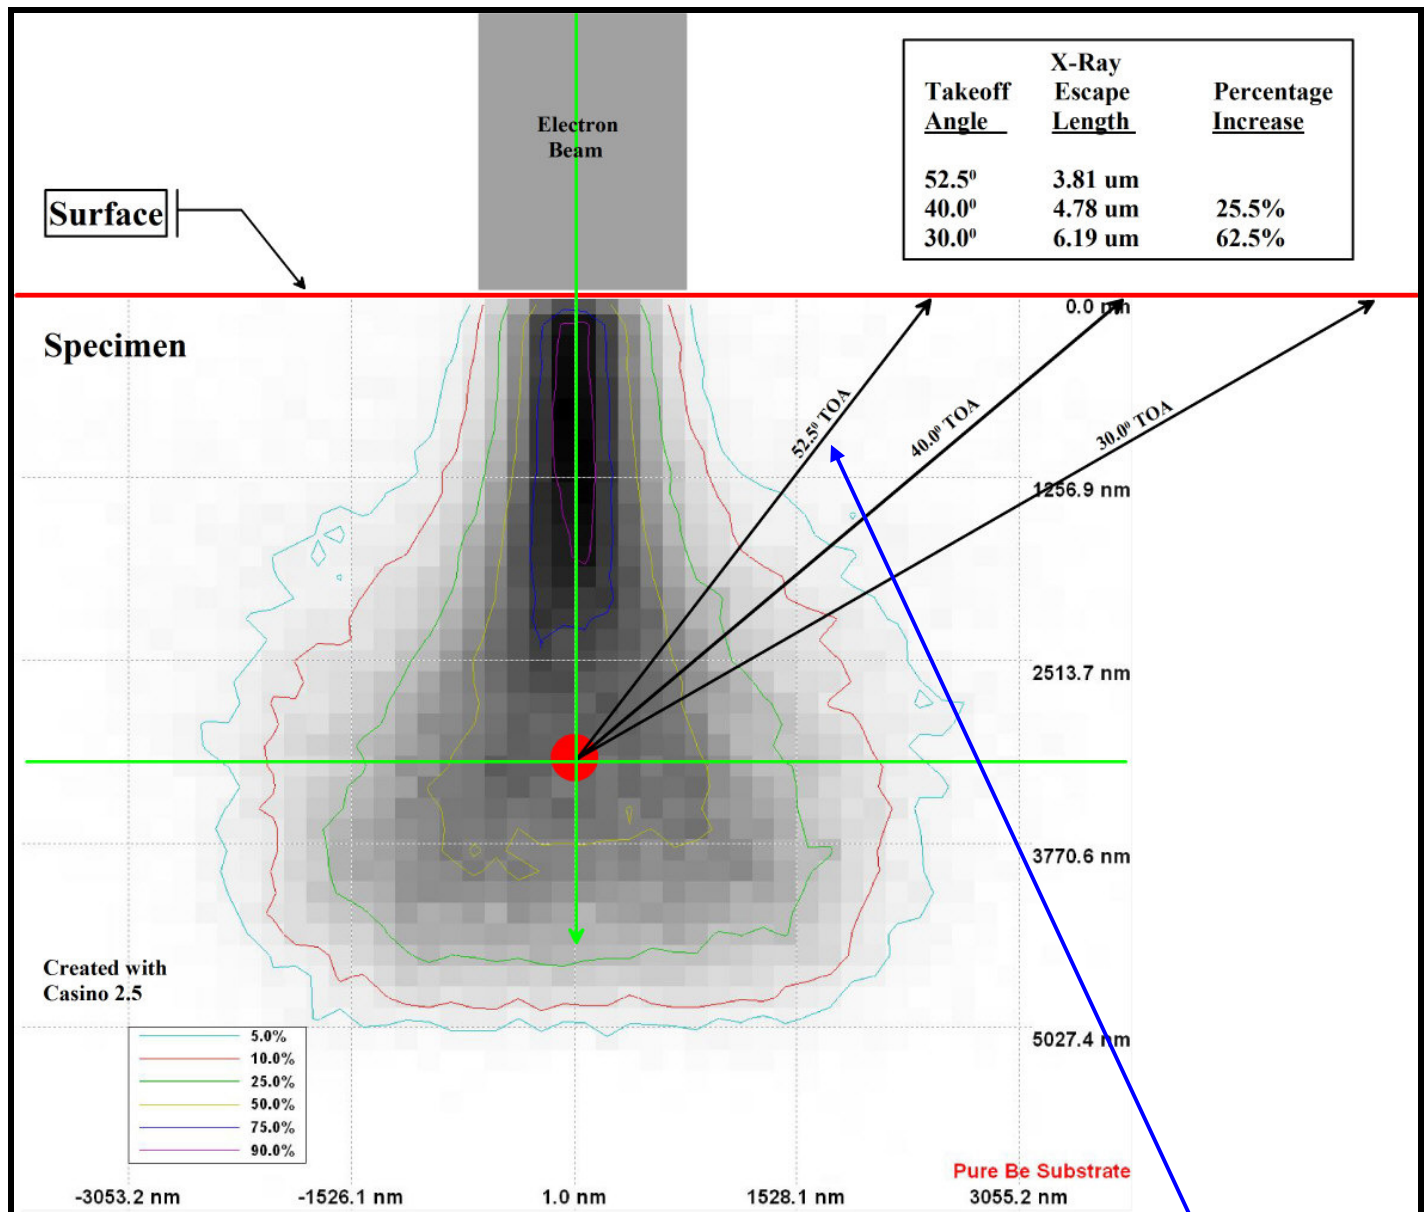 Electron
Beam
X-Ray
Takeoff Escape Percentage
Angle Length Increase
52.5⁰ 3.81 um
40.0⁰ 4.78 um 25.5%
30.0⁰ 6.19 um 62.5%
Surface
0.0 nm
Specimen
52.5⁰ TOA
40.0⁰ TOA
30.0⁰ TOA
1256.9 nm
2513.7 nm
3770.6 nm
Created with
Casino 2.5
5027.4 nm
5.0%
10.0%
25.0%
50.0%
75.0%
90.0%
Pure Be Substrate
-3053.2 nm -1526.1 nm 1.0 nm 1528.1 nm 3055.2 nm